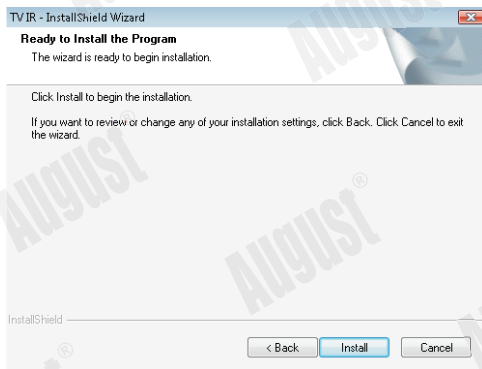 TV IR - InstallShield Wizard
Ready to Install the Program
The wizard is ready to begin installation.
Click Install to begin the installation.
If you want to review or change any of your installation settings, click Back. Click Cancel to exit
the wizard.
August®
August®
August®
InstallShield
< Back
Install
Cancel